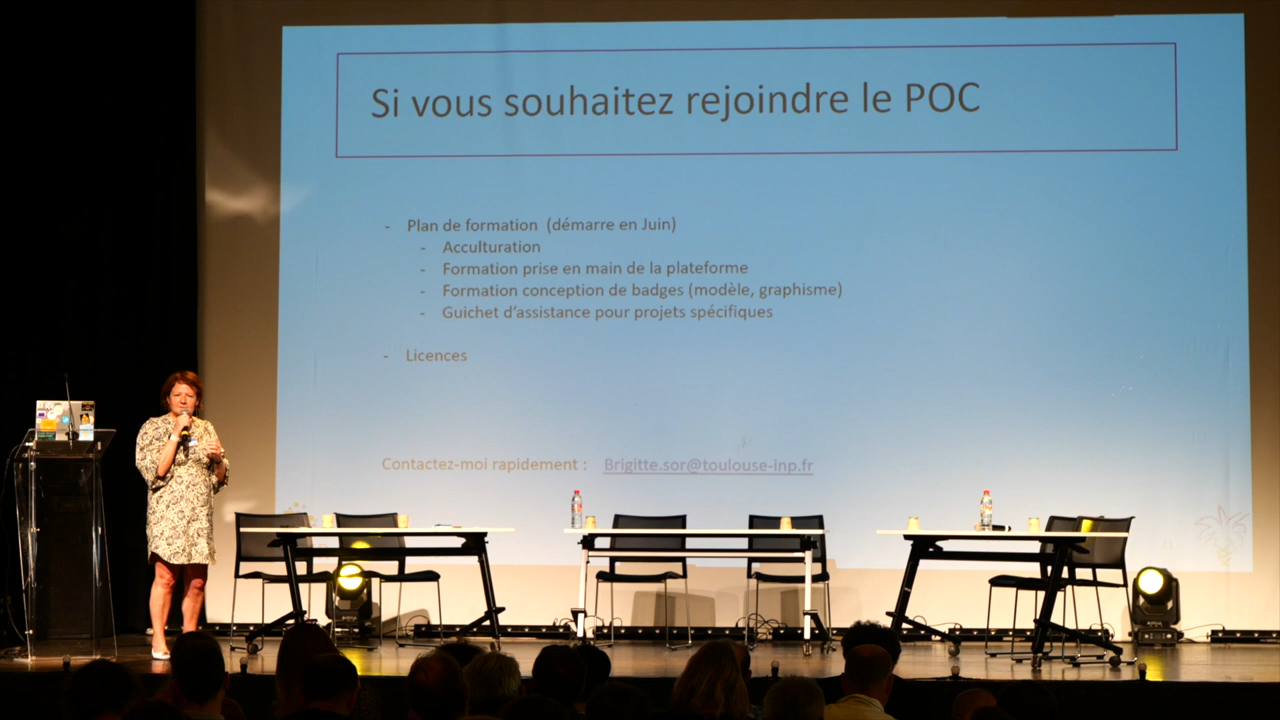 Si vous souhaitez rejoindre le POC
- Plan de formation (démarre en Juin)
- Acculturation
- Formation prise en main de la plateforme
- Formation conception de badges (modèle, graphisme)
- Guichet d'assistance pour projets spécifiques
- Licences
Contactez-moi rapidement : Brigitte.sor@toulouse-inp.fr